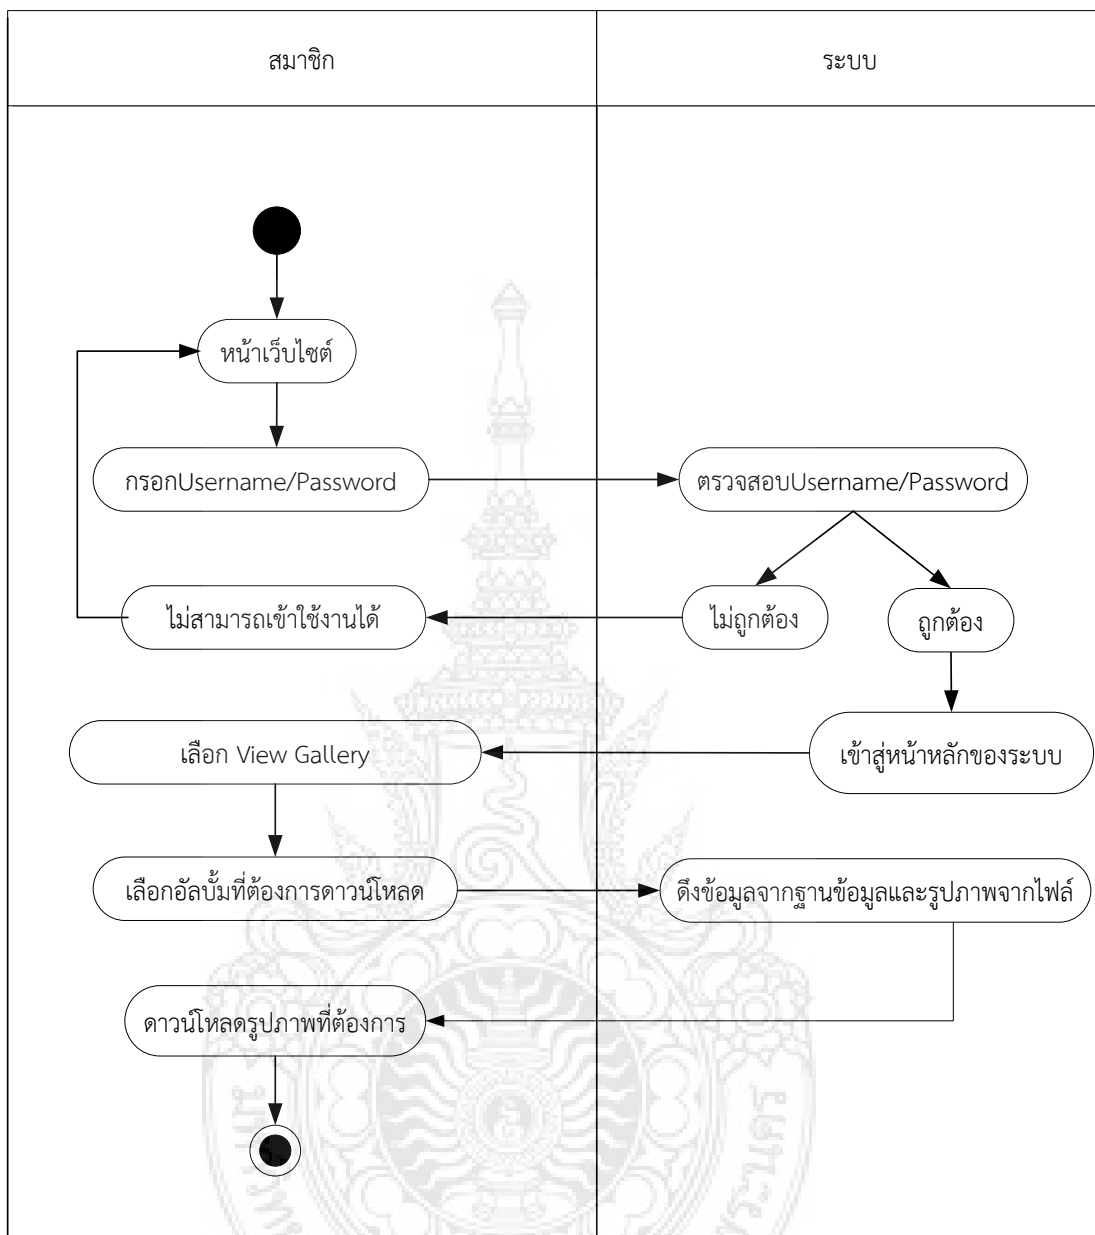 สมาชิก
ระบบ
หน้าเว็บไซต์
กรอกUsername/Password
ตรวจสอบUsername/Password
ไม่สามารถเข้าใช้งานได้
ไม่ถูกต้อง
ถูกต้อง
เลือก View Gallery
เข้าสู่หน้าหลักของระบบ
เลือกอัลบั้มที่ต้องการดาวน์โหลด
ดึงข้อมูลจากฐานข้อมูลและรูปภาพจากไฟล์
ดาวน์โหลดรูปภาพที่ต้องการ